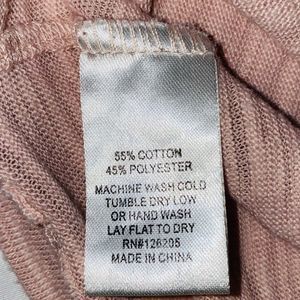 55% COTTON
45% POLYESTER
MACHINE WASH COLD
TUMBLE DRY LOW
OR HAND WASH
LAY FLAT TO DRY
RN#126205
MADE IN CHINA